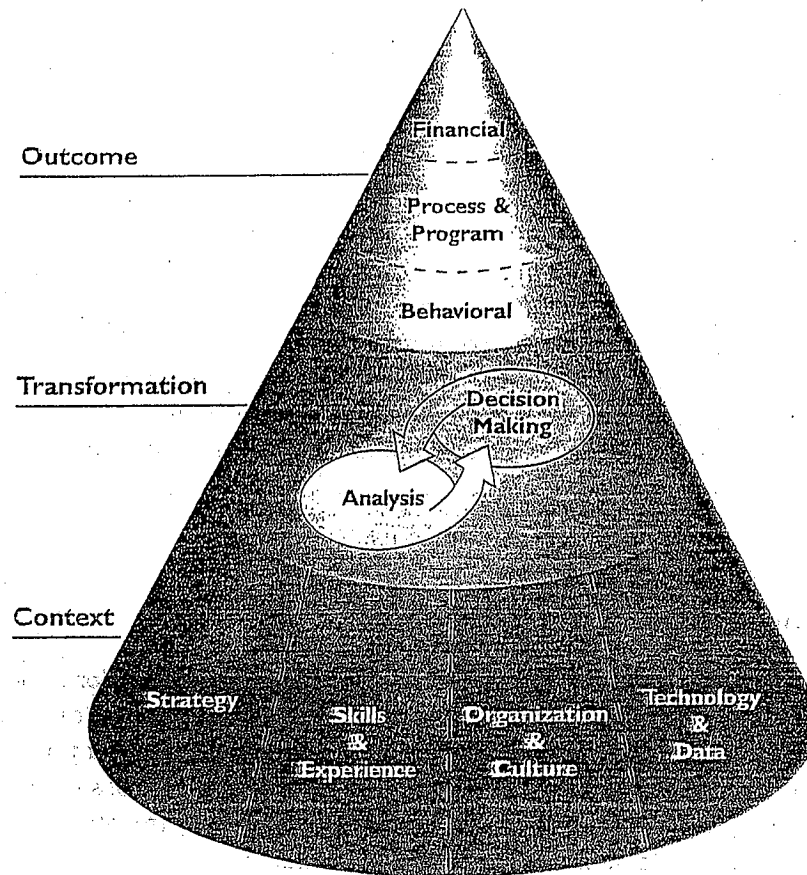 Financial
Outcome
Process &
Program
Behavioral
Transformation
Decision
Making
Analysis
Context
Strategy
Skills
&
Experience
Organization
&
Culture
Technology
&
Data